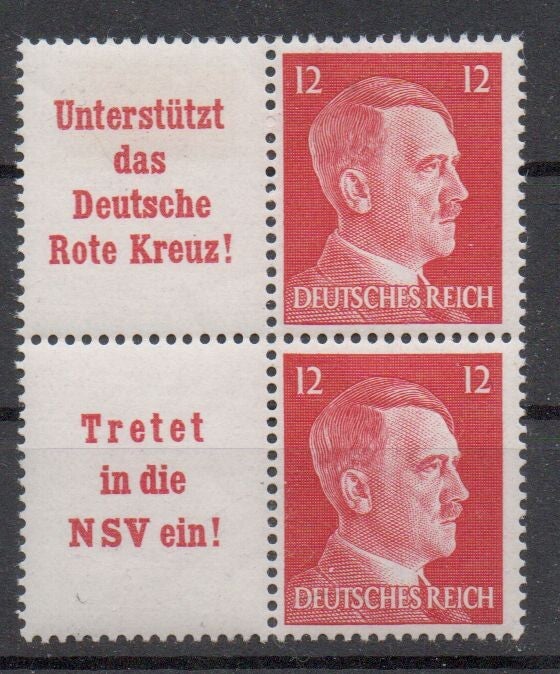 Unterstützt
das
Deutsche
Rote Kreuz!
12 12
DEUTSCHES REICH
Tretet
in die
NSV ein!
12 12
DEUTSCHES REICH